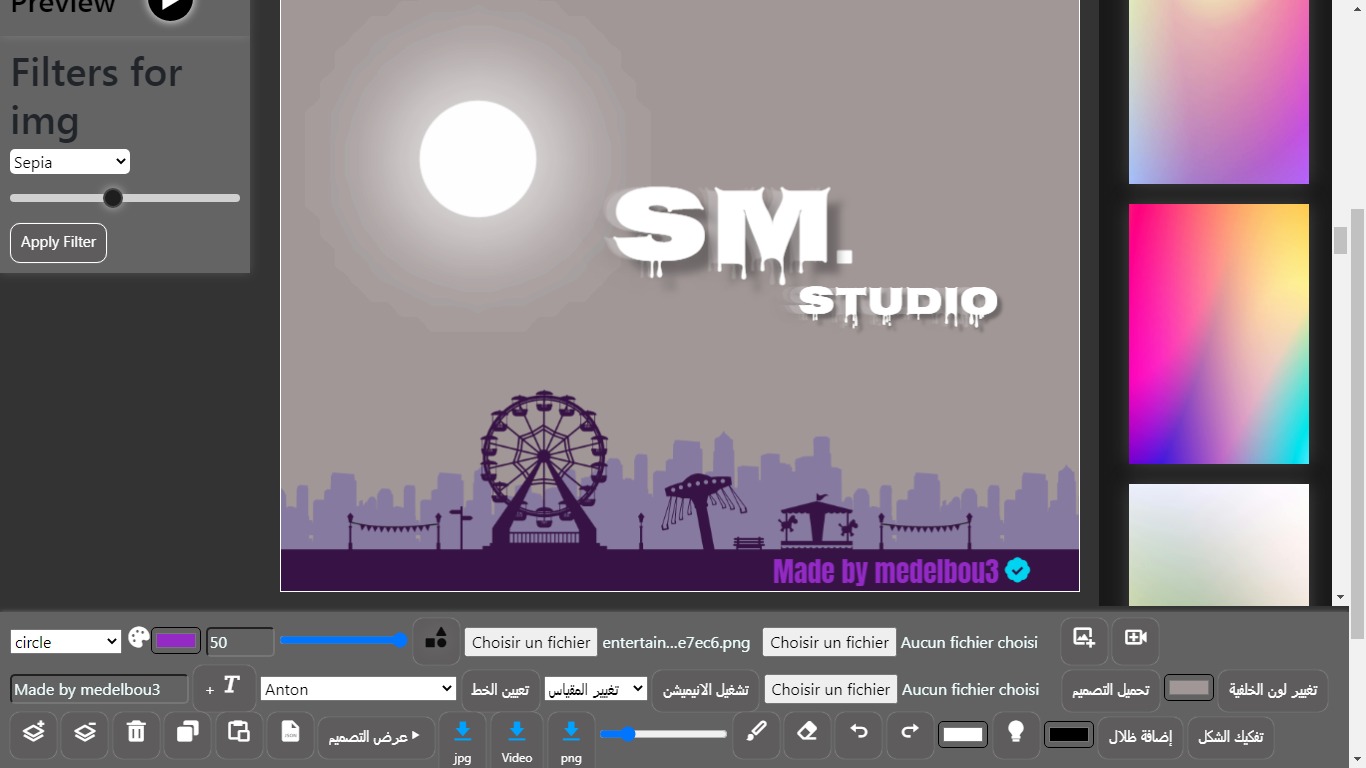 Preview
Filters for
img
Sepia
Apply Filter
SM.
STUDIO
Made by medelbou3
circle
50
Choisir un fichier entertain...e7ec6.png
Choisir un fichier Aucun fichier choisi
Made by medelbou3
+ T
Anton
تعيين الخط
تغيير المقياس
تشغيل الانيميشن
Choisir un fichier Aucun fichier choisi
تحميل التصميم
تغيير لون الخلفية
JSON
عرض التصميم
jpg
Video
png
إضافة ظلال
تفكيك الشكل